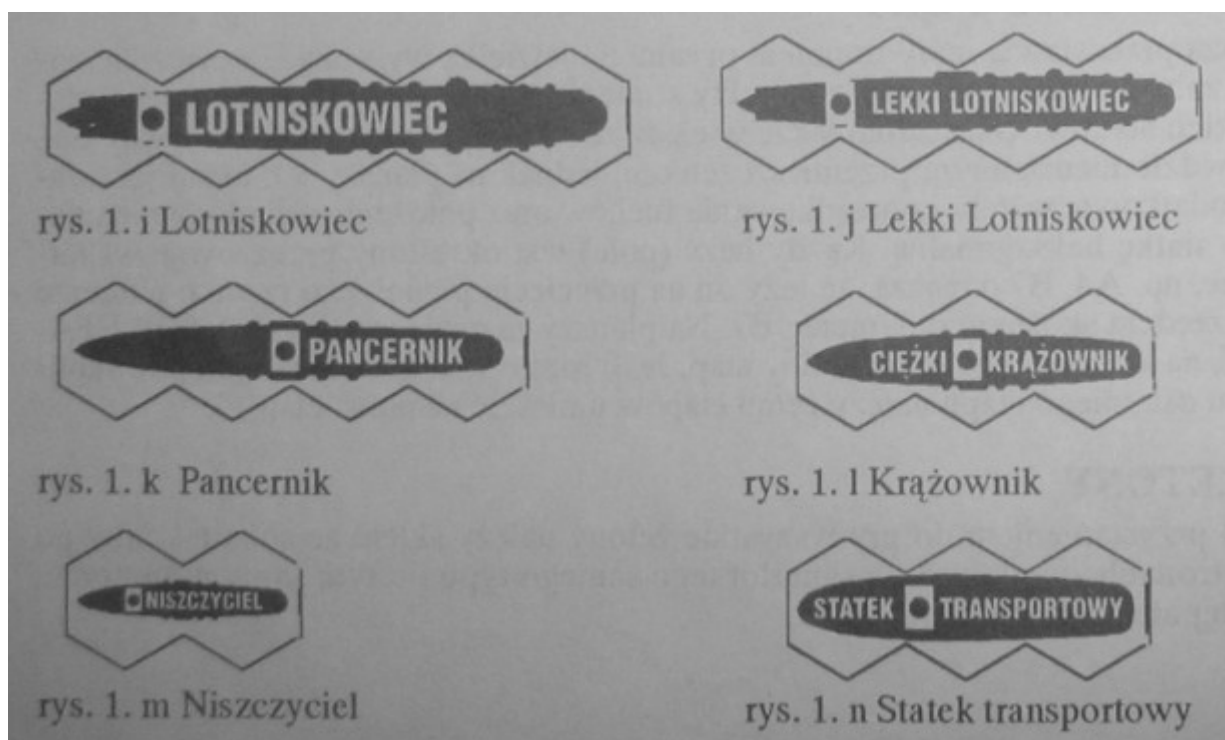 LOTNISKOWIEC
LEKKI LOTNISKOWIEC
rys. 1. i Lotniskowiec
rys. 1. j Lekki Lotniskowiec
PANCERNIK
CIĘŻKI KRĄŻOWNIK
rys. 1. k Pancernik
rys. 1. l Krążownik
NISZCZYCIEL
STATEK TRANSPORTOWY
rys. 1. m Niszczyciel
rys. 1. n Statek transportowy